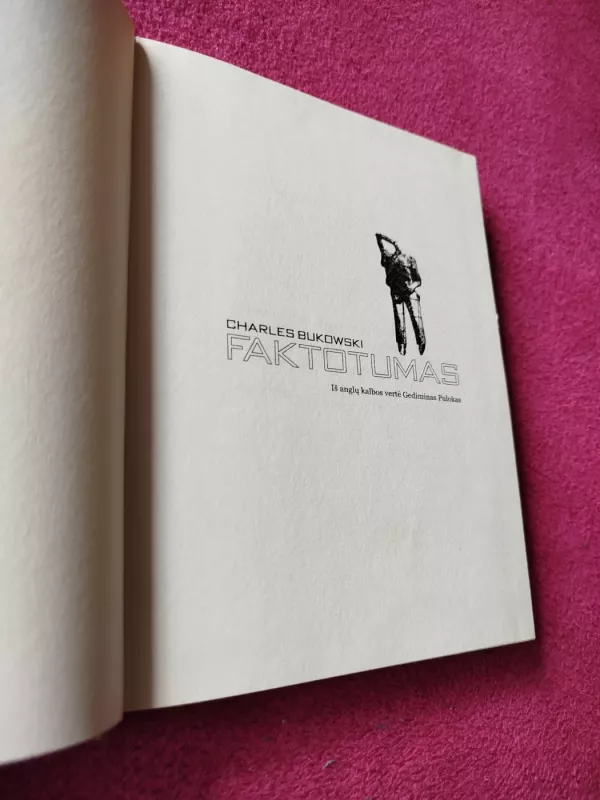 CHARLES BUKOWSKI
FAKTOTUMAS
Iš anglų kalbos vertė Gediminas Pulokas